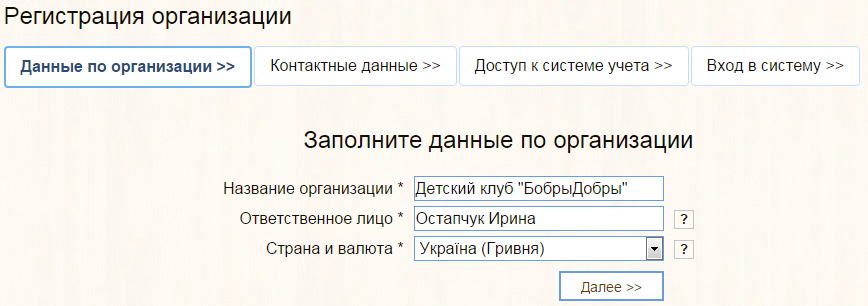 Регистрация организации
Данные по организации >> Контактные данные >> Доступ к системе учета >> Вход в систему >>
Заполните данные по организации
Название организации * Детский клуб "БобрыДобры"
Ответственное лицо * Остапчук Ирина ?
Страна и валюта * Україна (Гривня) ?
Далее >>